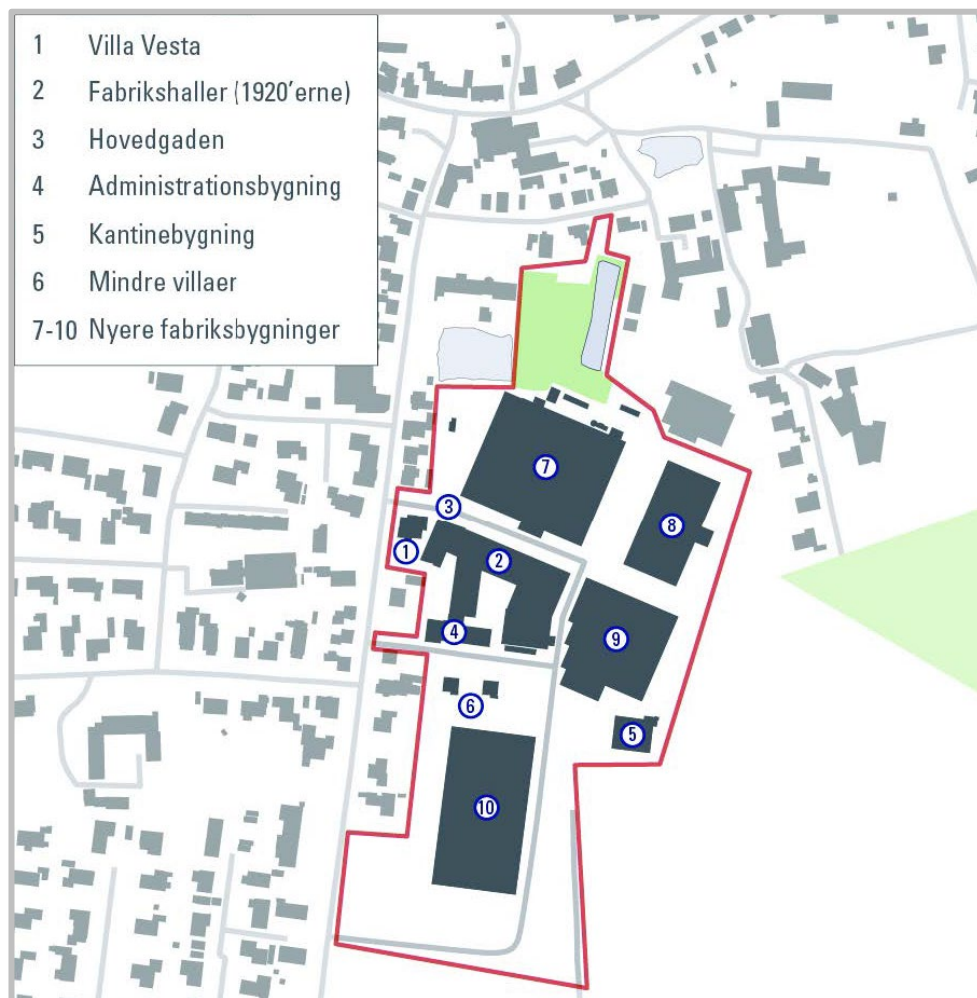 1 Villa Vesta
2 Fabrikshaller (1920'erne)
3 Hovedgaden
4 Administrationsbygning
5 Kantinebygning
6 Mindre villaer
7-10 Nyere fabriksbygninger
7
8
3
1
2
9
4
6
5
10